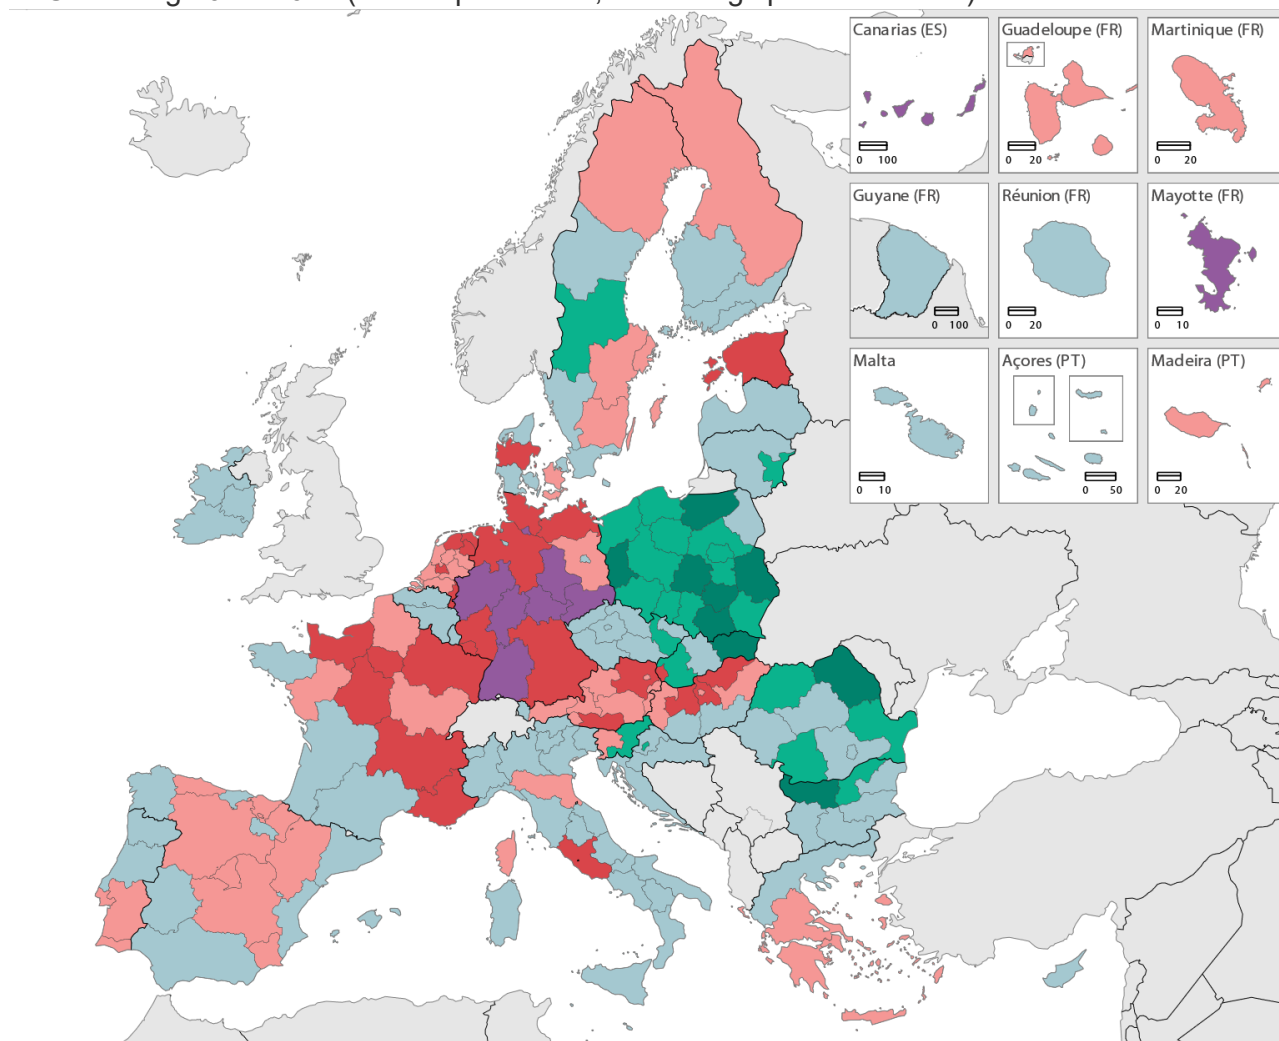 Canarias (ES)
0 100
Guadeloupe (FR)
0 20
Martinique (FR)
0 20
Guyane (FR)
0 100
Réunion (FR)
0 20
Mayotte (FR)
0 10
Malta
0 10
Açores (PT)
0 50
Madeira (PT)
0 20